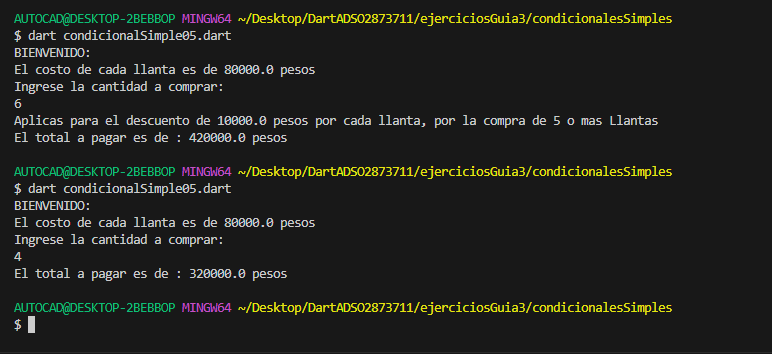 AUTOCAD@DESKTOP-2BEBBOP MINGW64 ~/Desktop/DartADSO2873711/ejerciciosGuia3/condicionalesSimples
$ dart condicionalSimple05.dart
BIENVENIDO:
El costo de cada llanta es de 80000.0 pesos
Ingrese la cantidad a comprar:
6
Aplicas para el descuento de 10000.0 pesos por cada llanta, por la compra de 5 o mas Llantas
El total a pagar es de : 420000.0 pesos
AUTOCAD@DESKTOP-2BEBBOP MINGW64 ~/Desktop/DartADSO2873711/ejerciciosGuia3/condicionalesSimples
$ dart condicionalSimple05.dart
BIENVENIDO:
El costo de cada llanta es de 80000.0 pesos
Ingrese la cantidad a comprar:
4
El total a pagar es de : 320000.0 pesos
AUTOCAD@DESKTOP-2BEBBOP MINGW64 ~/Desktop/DartADSO2873711/ejerciciosGuia3/condicionalesSimples
$